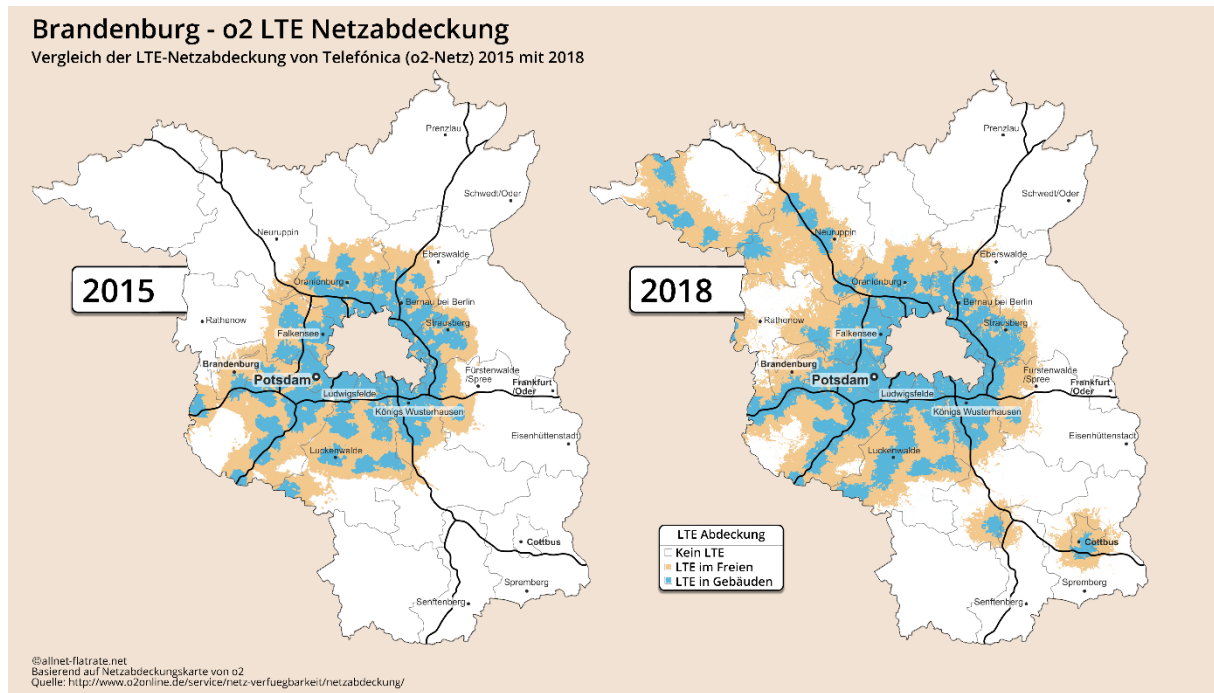 Brandenburg - o2 LTE Netzabdeckung
Vergleich der LTE-Netzabdeckung von Telefónica (o2-Netz) 2015 mit 2018
2015
Prenzlau
Schwedt/Oder
Neuruppin
Eberswalde
Oranienburg
Bernau bei Berlin
Rathenow
Strausberg
Falkensee
Brandenburg
Potsdam
Fürstenwalde
/Spree
Frankfurt
/Oder
Ludwigsfelde
Königs Wusterhausen
Eisenhüttenstadt
Luckenwalde
Cottbus
Spremberg
Senftenberg
2018
Prenzlau
Schwedt/Oder
Neuruppin
Eberswalde
Oranienburg
Bernau bei Berlin
Rathenow
Strausberg
Falkensee
Brandenburg
Potsdam
Fürstenwalde
/Spree
Frankfurt
/Oder
Ludwigsfelde
Königs Wusterhausen
Eisenhüttenstadt
Luckenwalde
Cottbus
Spremberg
Senftenberg
LTE Abdeckung
Kein LTE
LTE im Freien
LTE in Gebäuden
©allnet-flatrate.net
Basierend auf Netzabdeckungskarte von o2
Quelle: http://www.o2online.de/service/netz-verfuegbarkeit/netzabdeckung/